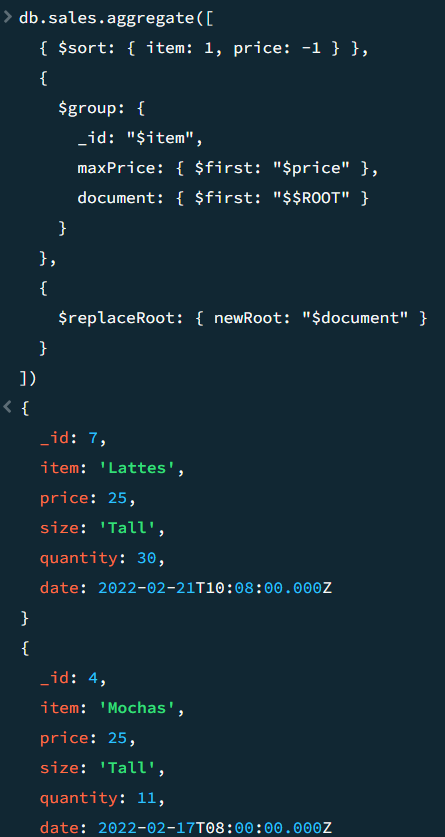 db.sales.aggregate([
{ $sort: { item: 1, price: -1 } },
{
$group: {
_id: "$item",
maxPrice: { $first: "$price" },
document: { $first: "$$ROOT" }
}
},
{
$replaceRoot: { newRoot: "$document" }
}
])
{
_id: 7,
item: 'Lattes',
price: 25,
size: 'Tall',
quantity: 30,
date: 2022-02-21T10:08:00.000Z
}
{
_id: 4,
item: 'Mochas',
price: 25,
size: 'Tall',
quantity: 11,
date: 2022-02-17T08:00:00.000Z